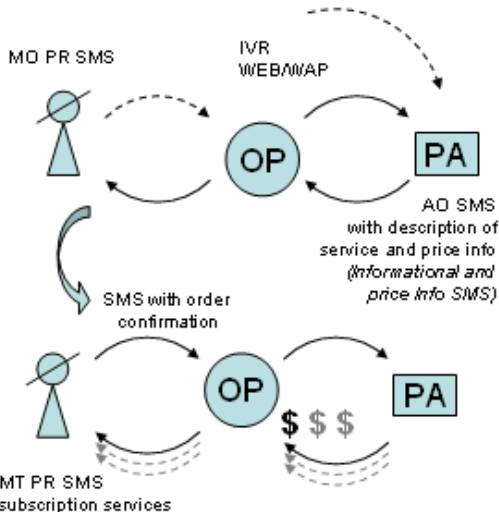 MO PR SMS
IVR
WEB/WAP
OP
PA
AO SMS
with description of
service and price info
(Informational and
price Info SMS)
SMS with order
confirmation
OP
PA
$ $ $
MT PR SMS
subscription services